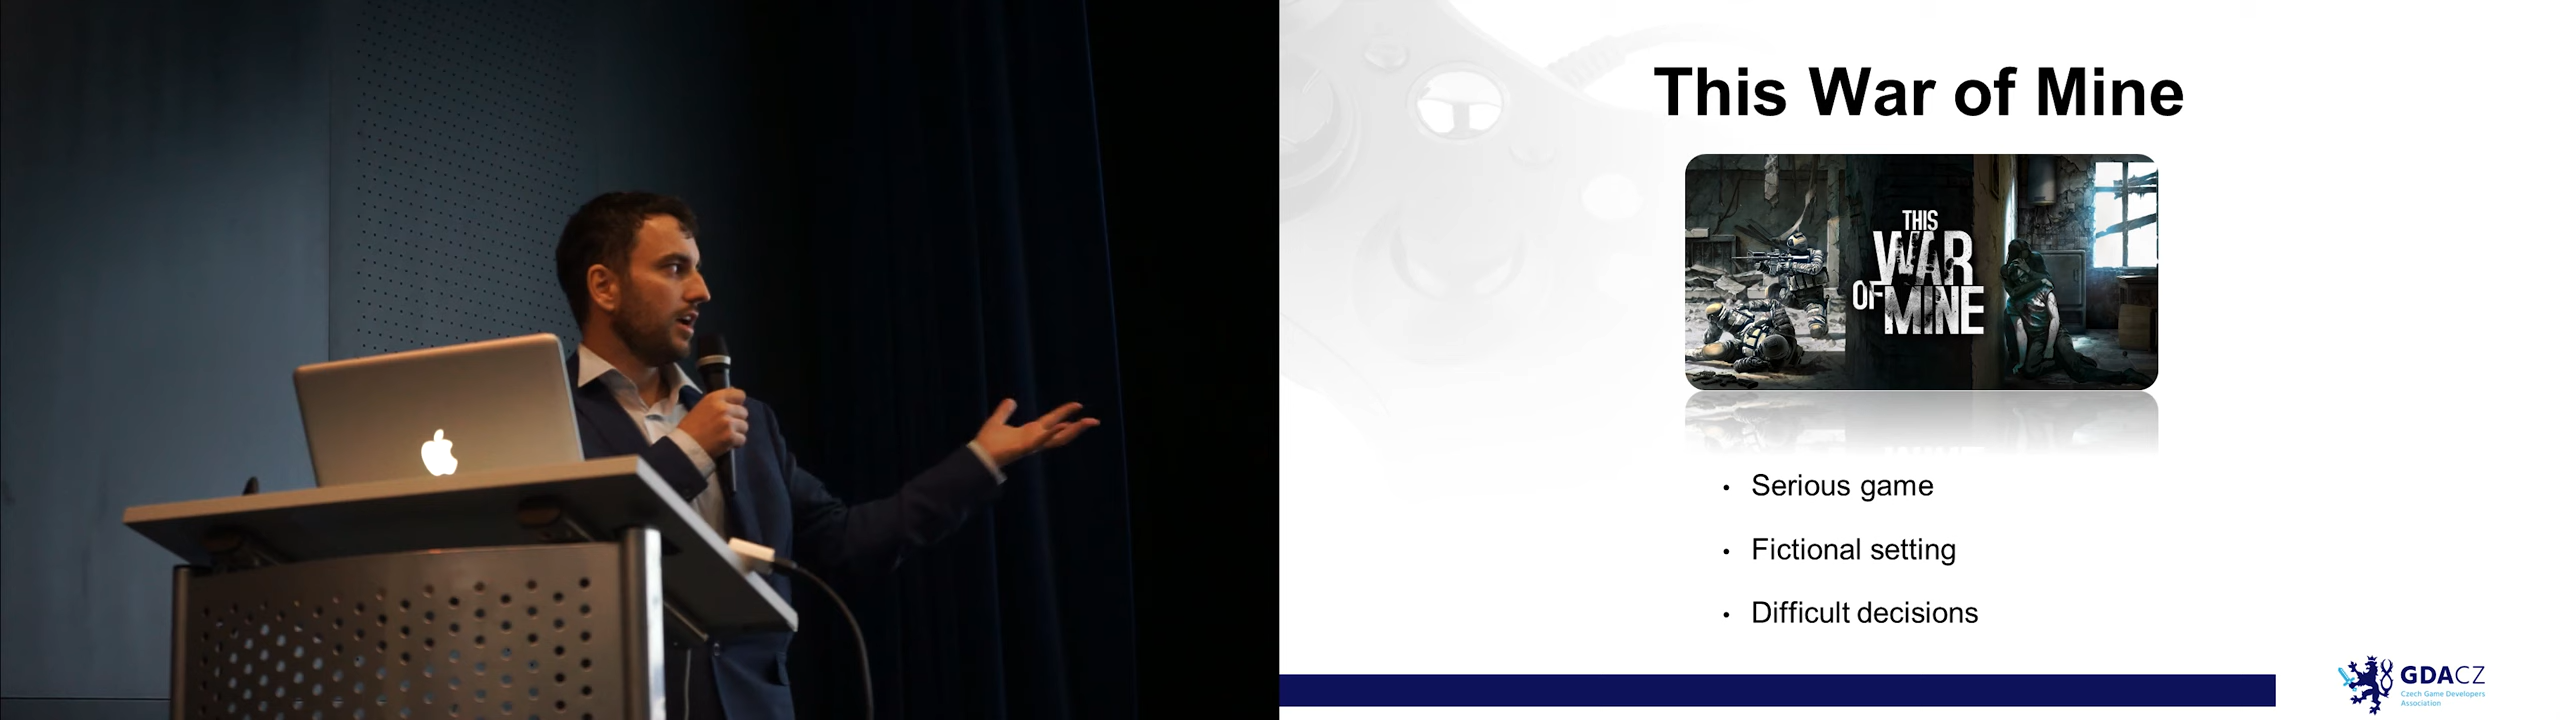 This War of Mine
THIS
WAR
OF MINE
• Serious game
• Fictional setting
• Difficult decisions
GDACZ
Czech Game Developers
Association